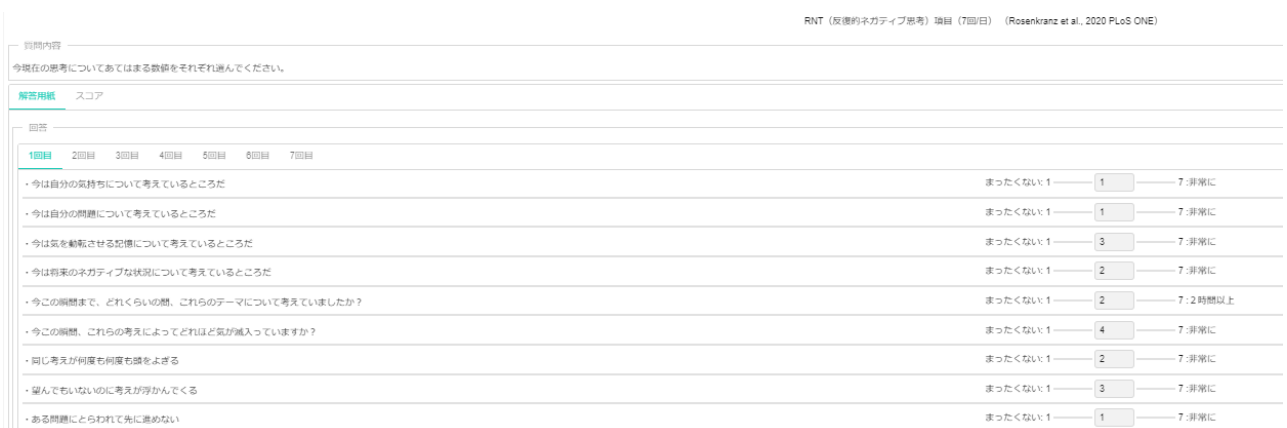 RNT（反復的ネガティブ思考）項目（7回/日） （Rosenkranz et al., 2020 PLoS ONE）
質問内容
今現在の思考についてあてはまる数値をそれぞれ選んでください。
解答用紙 スコア
回答
1回目 2回目 3回目 4回目 5回目 6回目 7回目
・今は自分の気持ちについて考えているところだ まったくない: 1 1 7 :非常に
・今は自分の問題について考えているところだ まったくない: 1 1 7 :非常に
・今は気を動転させる記憶について考えているところだ まったくない: 1 3 7 :非常に
・今は将来のネガティブな状況について考えているところだ まったくない: 1 2 7 :非常に
・今この瞬間まで、どれくらいの間、これらのテーマについて考えていましたか？ まったくない: 1 2 7 : 2時間以上
・今この瞬間、これらの考えによってどれほど気が滅入っていますか？ まったくない: 1 4 7 :非常に
・同じ考えが何度も何度も頭をよぎる まったくない: 1 2 7 :非常に
・望んでもいないのに考えが浮かんでくる まったくない: 1 3 7 :非常に
・ある問題にとらわれて先に進めない まったくない: 1 1 7 :非常に